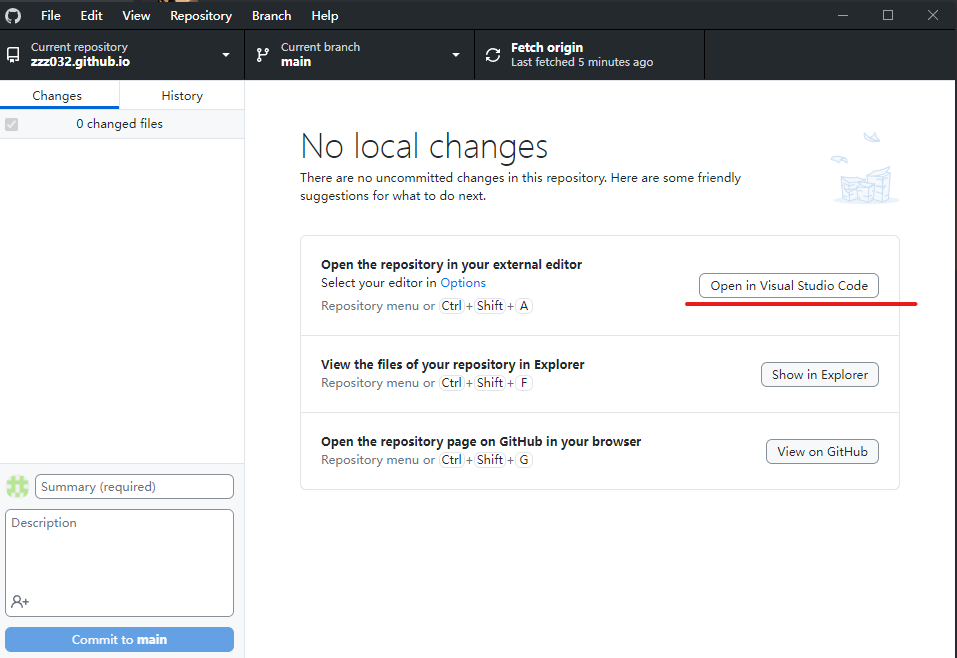 File Edit View Repository Branch Help
Current repository
zzz032.github.io
Current branch
main
Fetch origin
Last fetched 5 minutes ago
Changes
History
0 changed files
No local changes
There are no uncommitted changes in this repository. Here are some friendly
suggestions for what to do next.
Open the repository in your external editor
Select your editor in Options
Repository menu or Ctrl + Shift + A
Open in Visual Studio Code
View the files of your repository in Explorer
Repository menu or Ctrl + Shift + F
Show in Explorer
Open the repository page on GitHub in your browser
Repository menu or Ctrl + Shift + G
View on GitHub
Summary (required)
Description
Commit to main